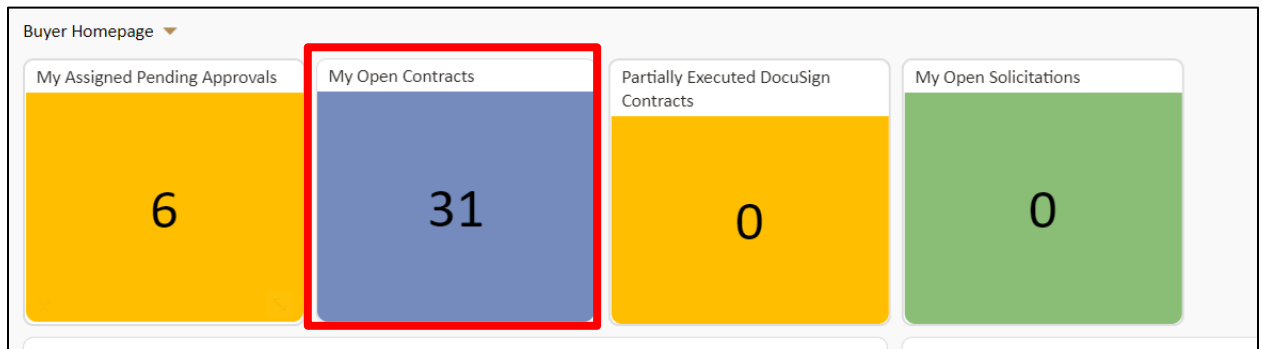 Buyer Homepage
My Assigned Pending Approvals
6
My Open Contracts
31
Partially Executed DocuSign
Contracts
0
My Open Solicitations
0